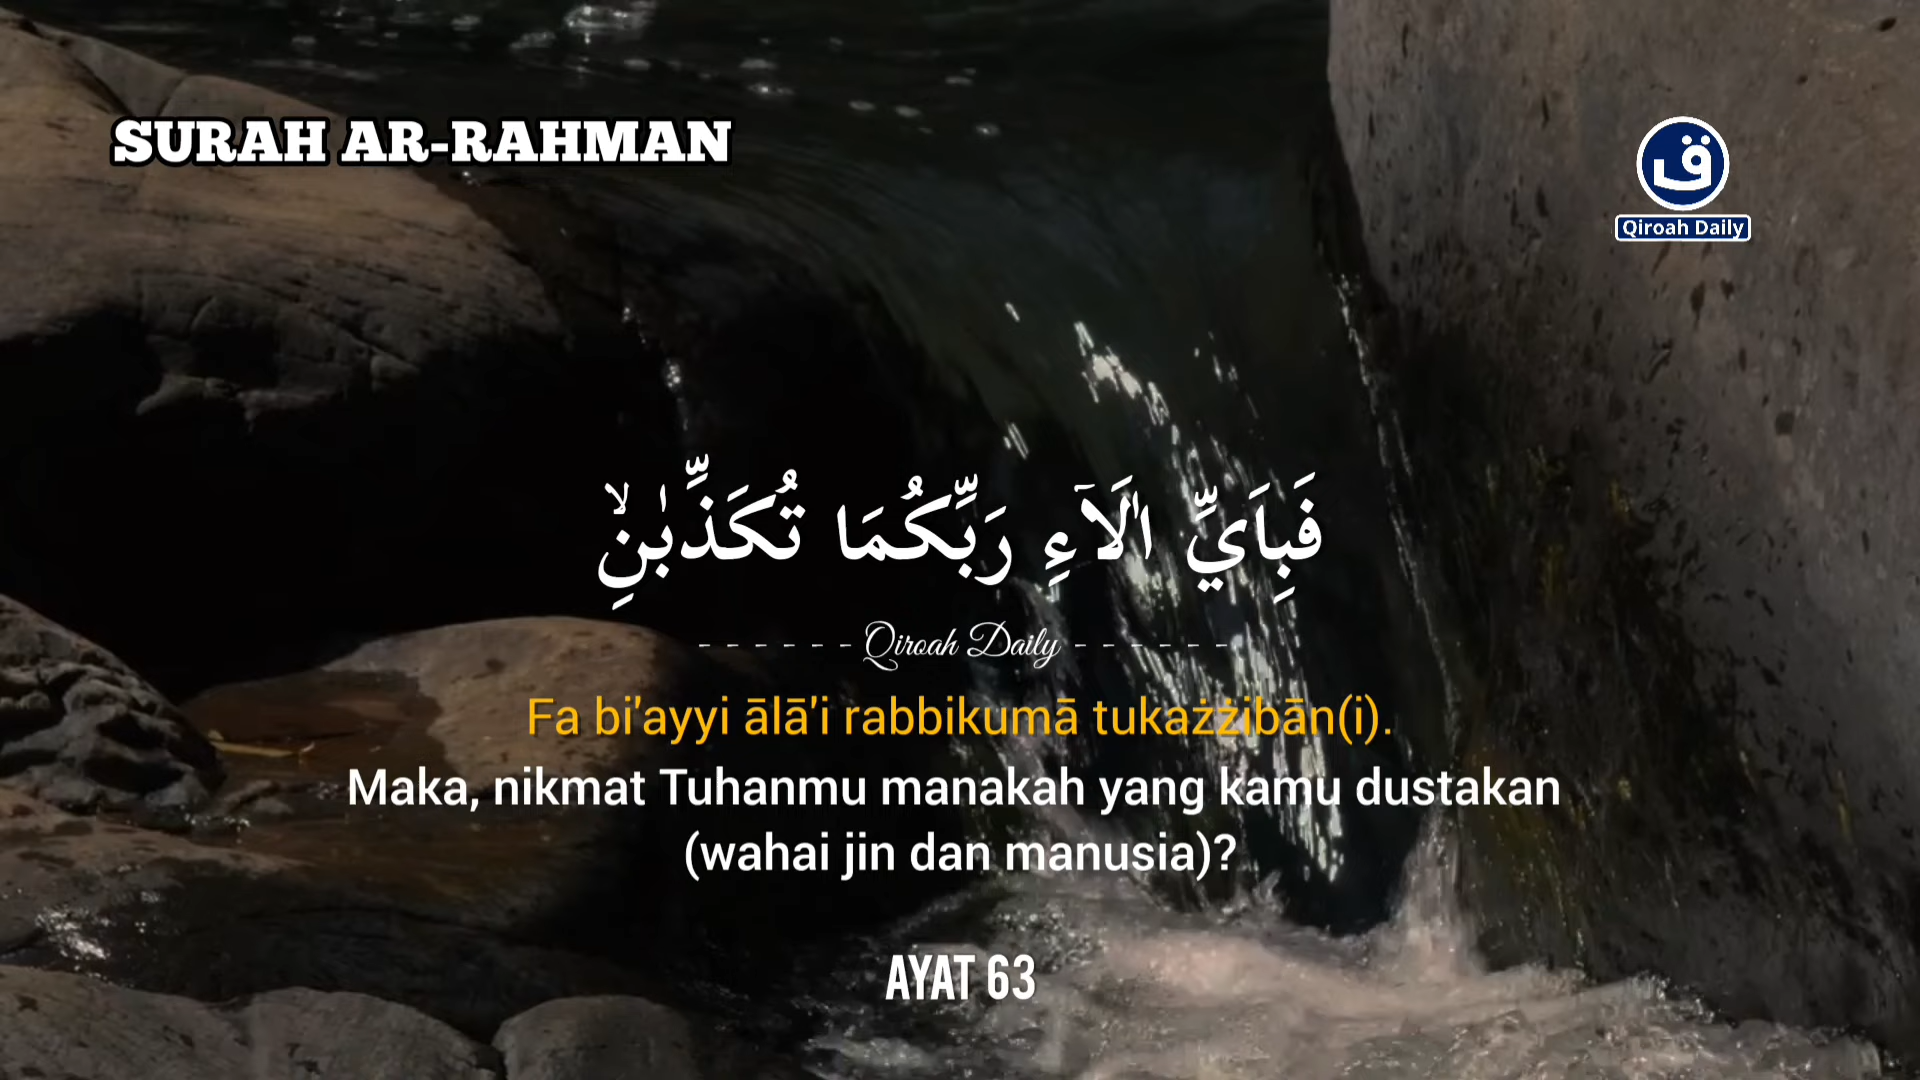 SURAH AR-RAHMAN
ق
Qiroah Daily
فَبِاَيِّ اٰلَاۤءِ رَبِّكُمَا تُكَذِّبٰنِۙ
------Qiroah Daily------
Fa bi'ayyi ālā'i rabbikumā tukażżibān(i).
Maka, nikmat Tuhanmu manakah yang kamu dustakan
(wahai jin dan manusia)?
AYAT 63